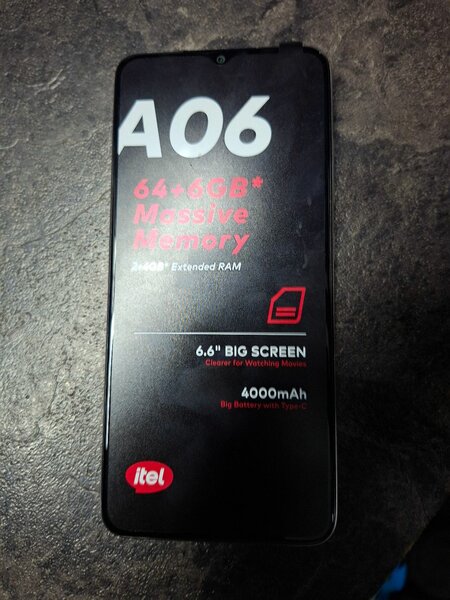 A06
64+6GB*
Massive
Memory
2+4GB* Extended RAM
6.6" BIG SCREEN
Clearer for Watching Movies
4000mAh
Big Battery with Type-C
itel